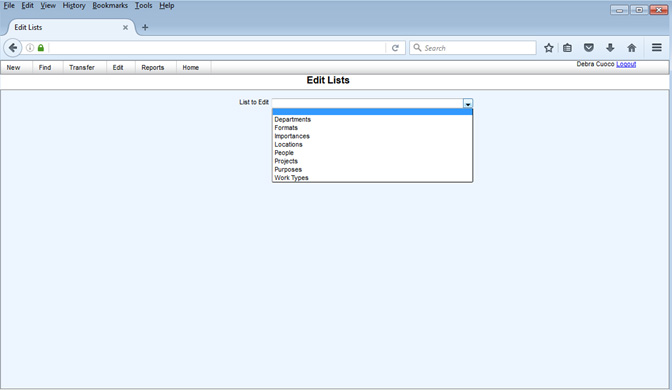 File Edit View History Bookmarks Tools Help
Edit Lists
Search
New Find Transfer Edit Reports Home Debra Cuoco Logout
Edit Lists
List to Edit
Departments
Formats
Importances
Locations
People
Projects
Purposes
Work Types